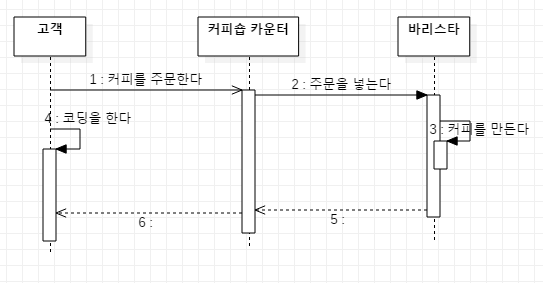 고객
커피숍 카운터
바리스타
1 : 커피를 주문한다
2 : 주문을 넣는다
4 : 코딩을 한다
3 : 커피를 만든다
6 :
5 :